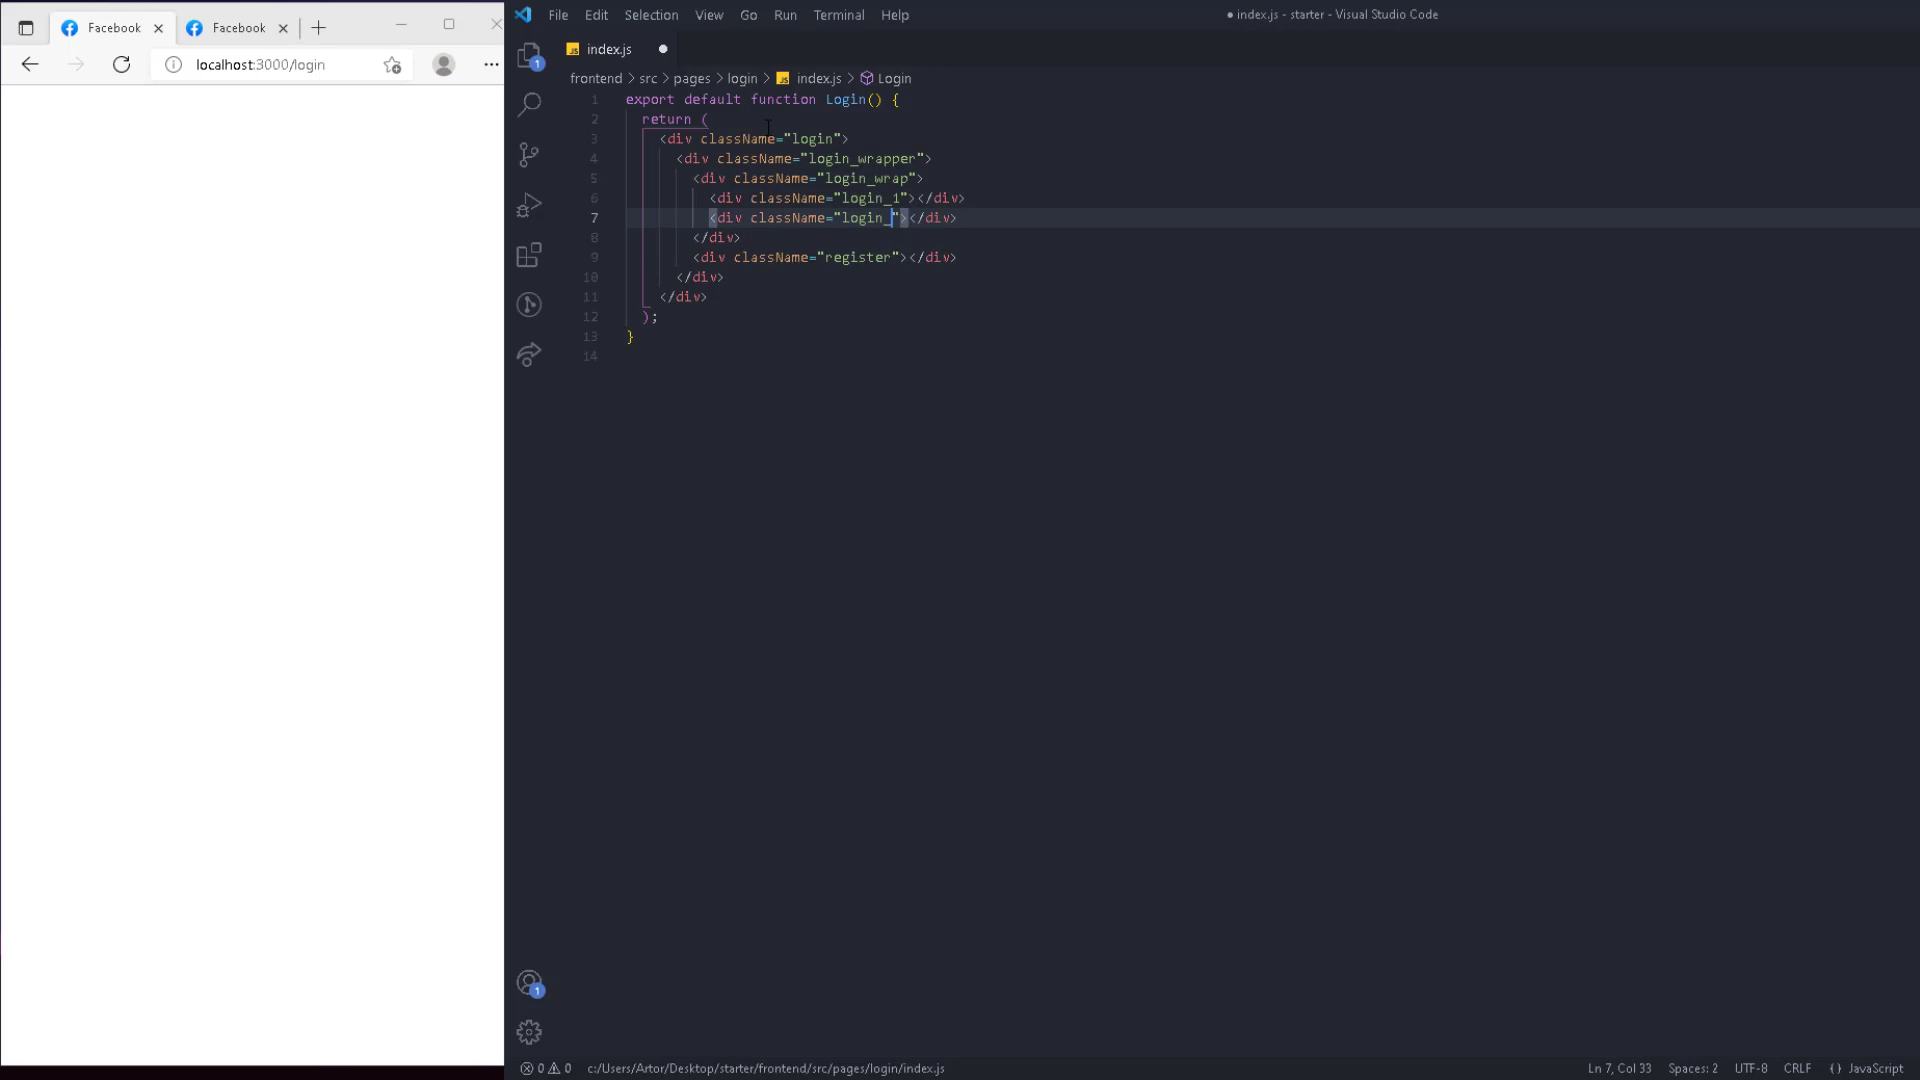 Facebook
Facebook
localhost:3000/login
File Edit Selection View Go Run Terminal Help
● index.js - starter - Visual Studio Code
index.js
frontend > src > pages > login > index.js > Login
1 export default function Login() {
2 return (
3 <div className="login">
4 <div className="login_wrapper">
5 <div className="login_wrap">
6 <div className="login_1"></div>
7 <div className="login_"></div>
8 </div>
9 <div className="register"></div>
10 </div>
11 </div>
12 );
13 }
14
1
1
0 0 c:/Users/Artor/Desktop/starter/frontend/src/pages/login/index.js
Ln 7, Col 33 Spaces: 2 UTF-8 CRLF {} JavaScript